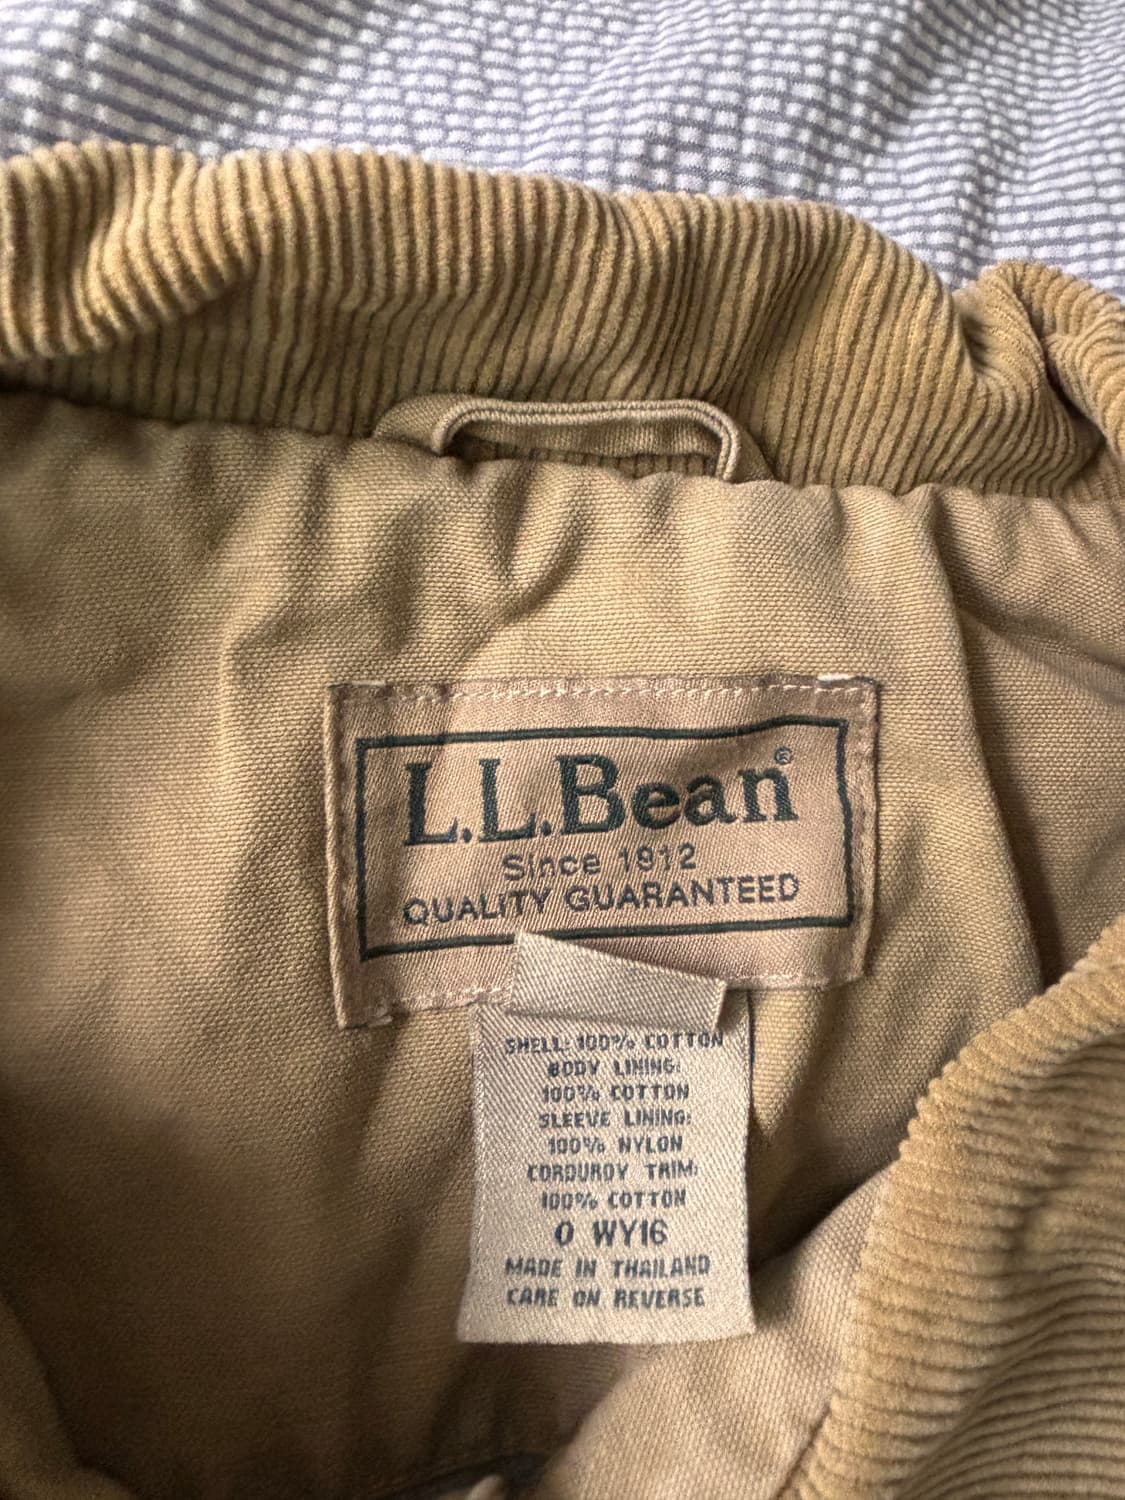 L.L.Bean®
Since 1912
QUALITY GUARANTEED
SHELL: 100% COTTON
BODY LINING:
100% COTTON
SLEEVE LINING:
100% NYLON
CORDUROY TRIM:
100% COTTON
0 WY16
MADE IN THAILAND
CARE ON REVERSE